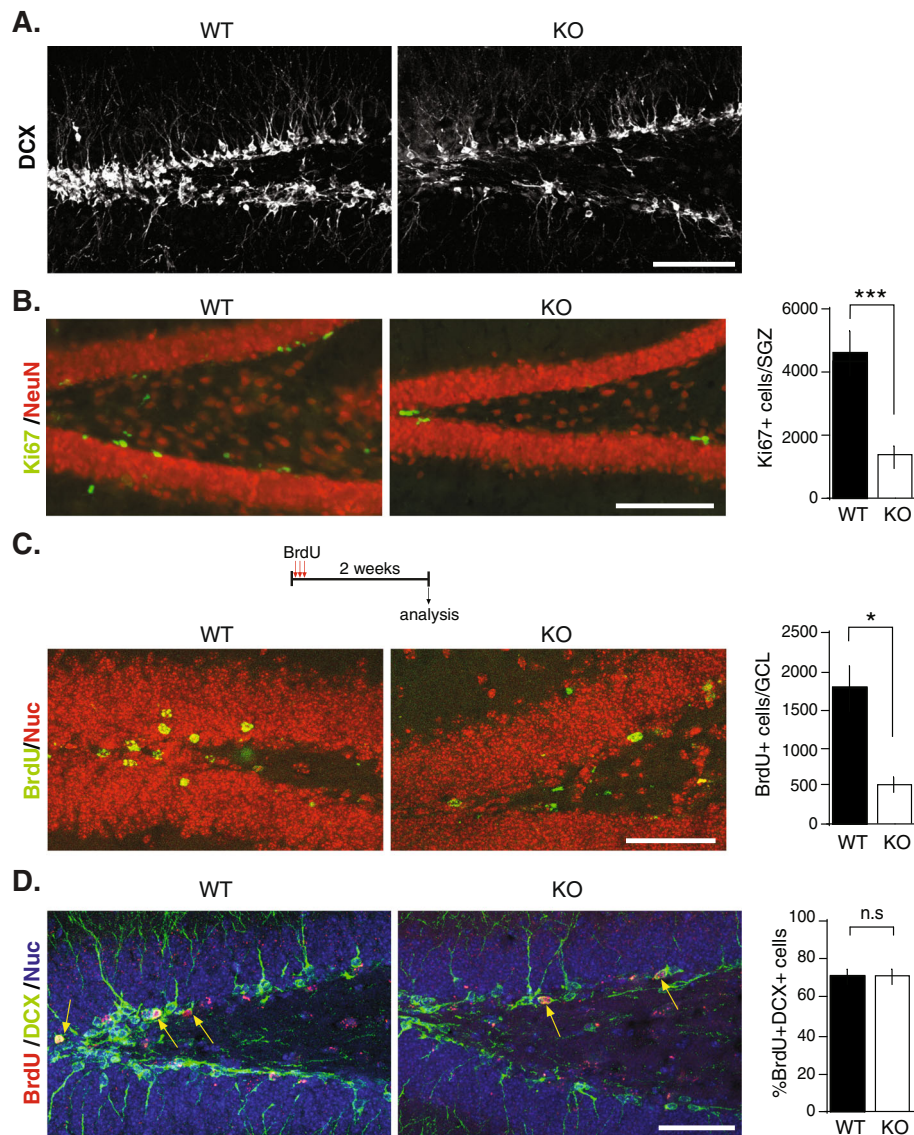 A.
WT
KO
DCX
B.
WT
KO
Ki67/NeuN
6000
4000
2000
0
Ki67+ cells/SGZ
***
WT
KO
C.
BrdU
2 weeks
analysis
WT
KO
BrdU/Nuc
2500
2000
1500
1000
500
0
BrdU+ cells/GCL
*
WT
KO
D.
WT
KO
BrdU/DCX/Nuc
100
80
60
40
20
0
%BrdU+DCX+ cells
n.s
WT
KO